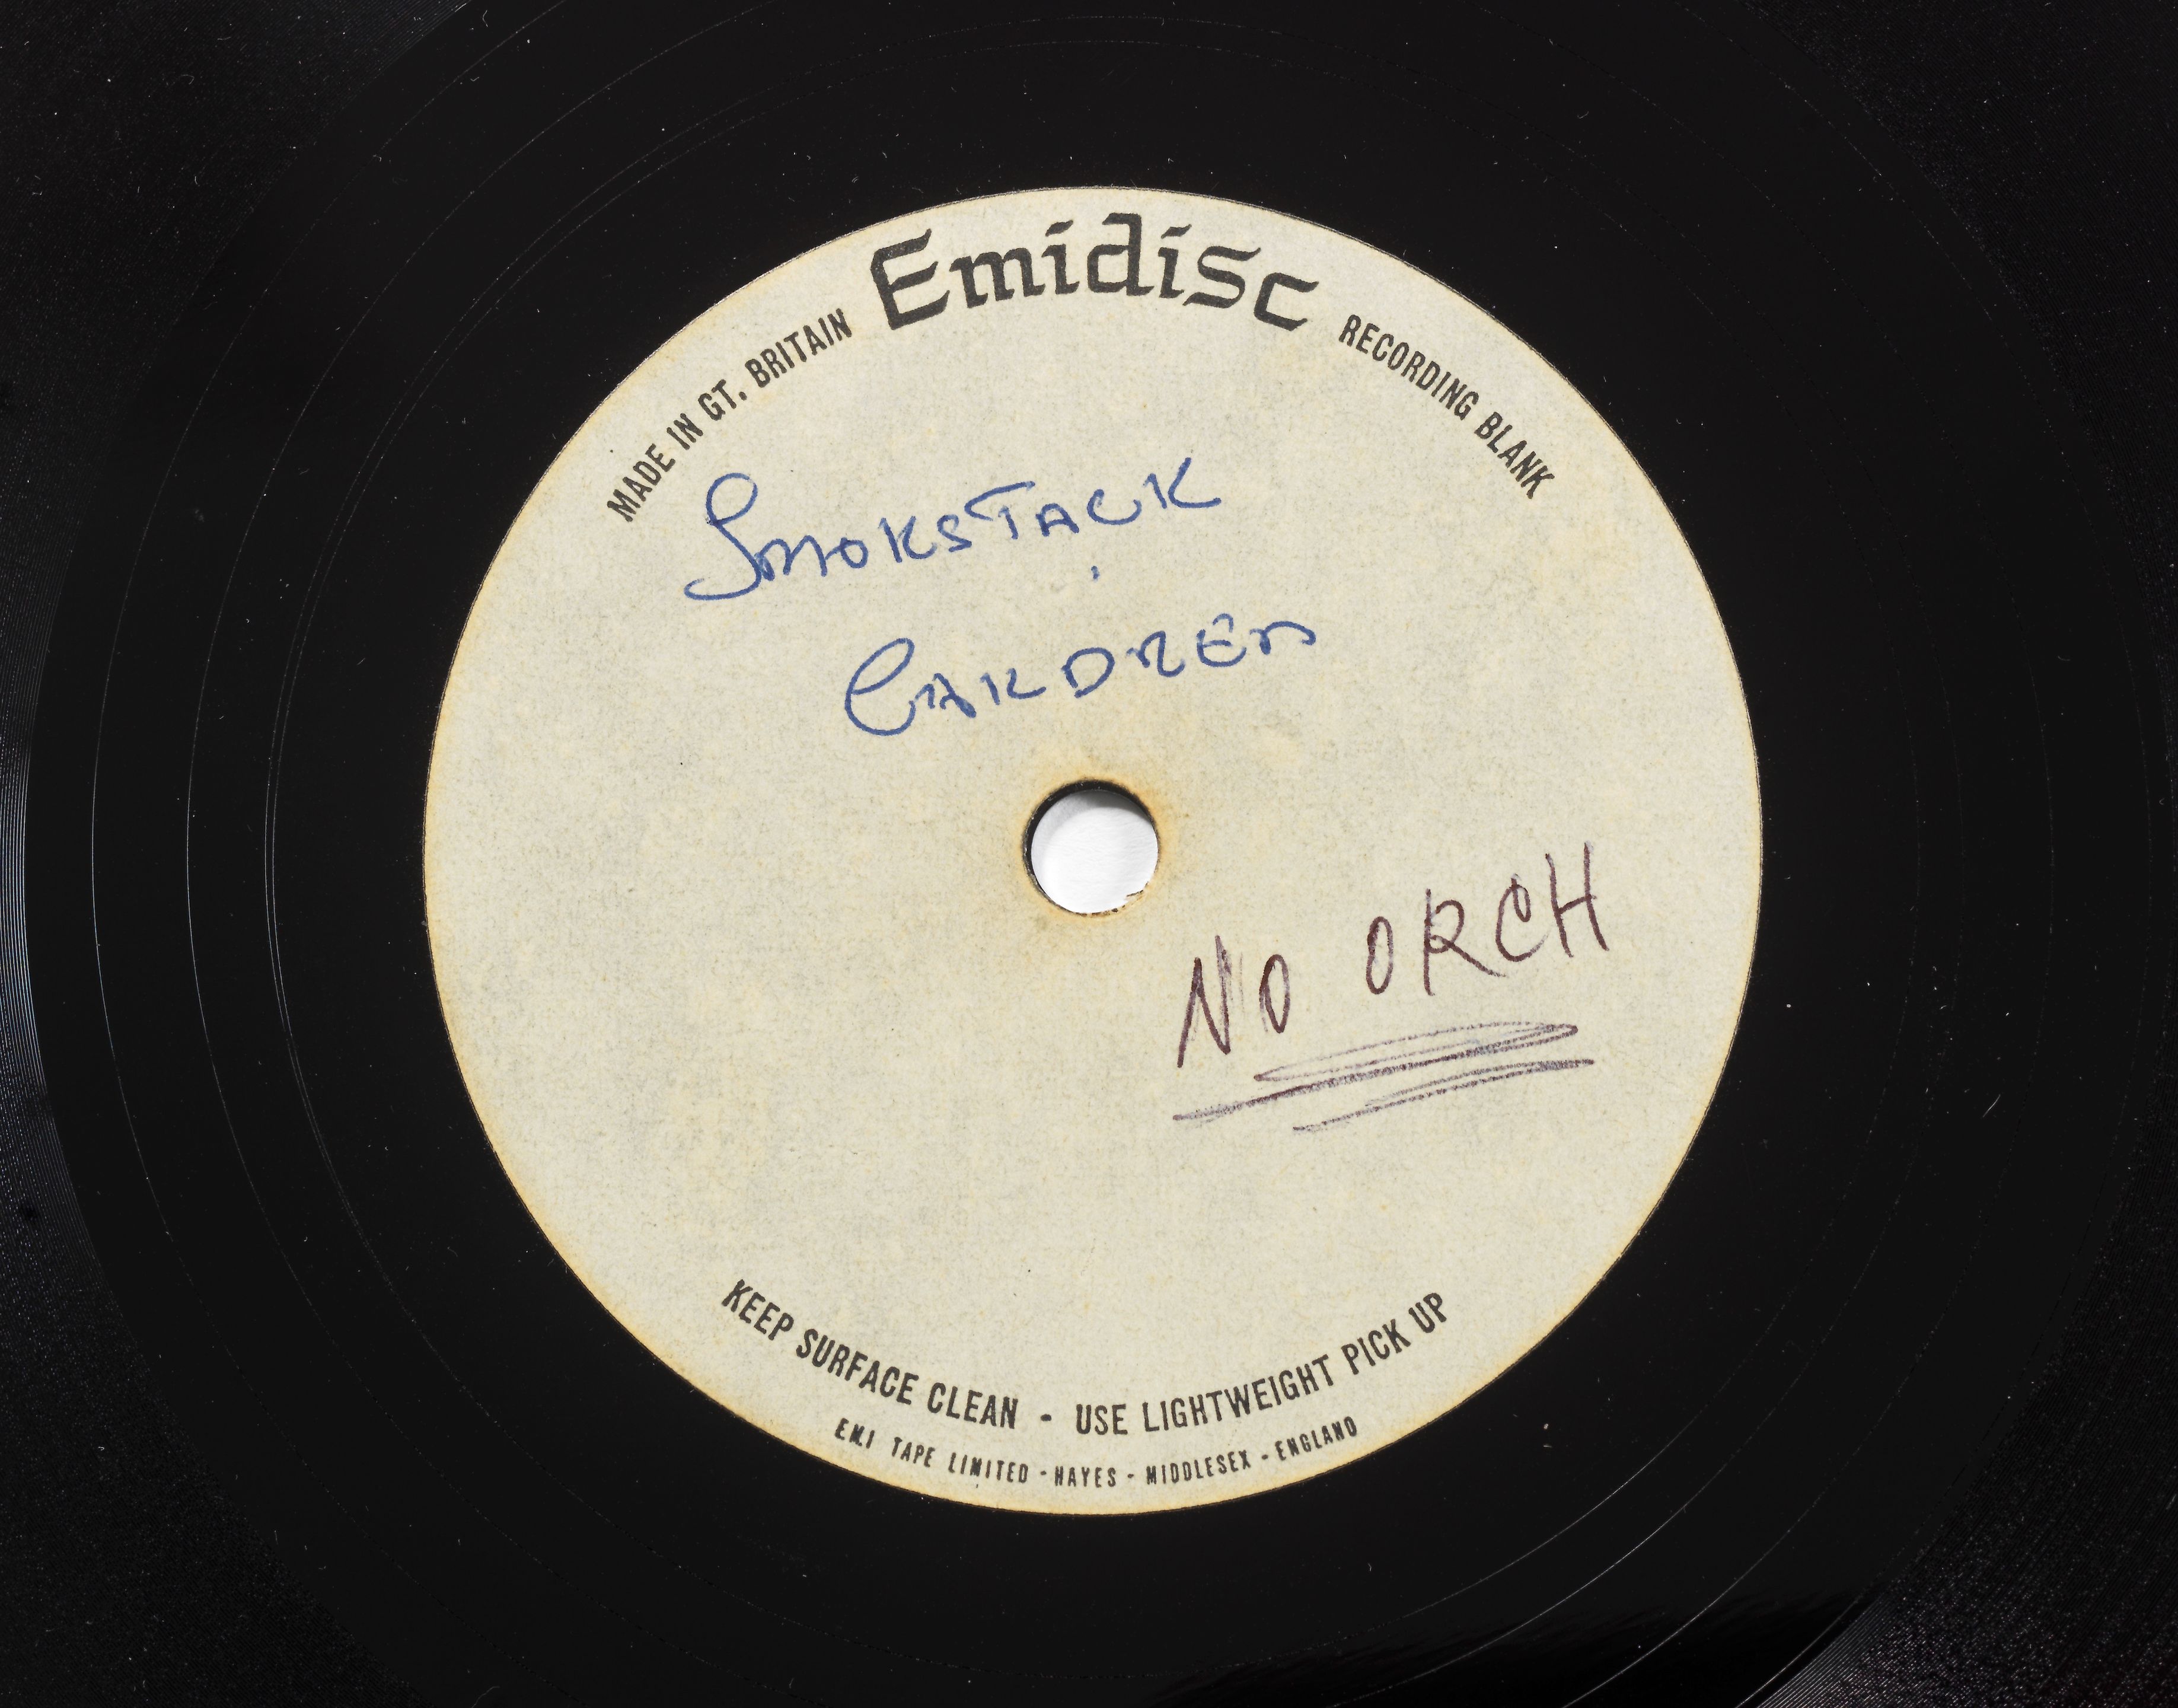 Emidisc
MADE IN GT. BRITAIN
RECORDING BLANK
SMOKSTACK
CHILDREN
NO ORCH
KEEP SURFACE CLEAN - USE LIGHTWEIGHT PICK UP
E.M.I TAPE LIMITED - HAYES - MIDDLESEX - ENGLAND